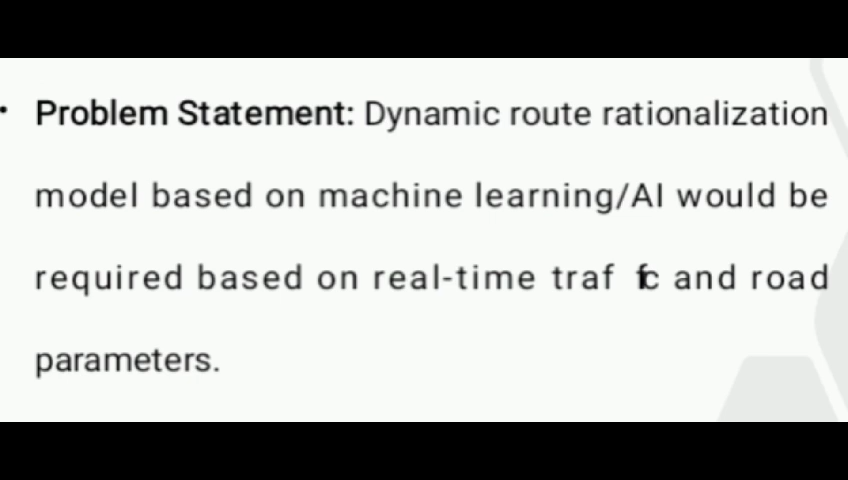 • Problem Statement: Dynamic route rationalization
model based on machine learning/AI would be
required based on real-time traf fc and road
parameters.